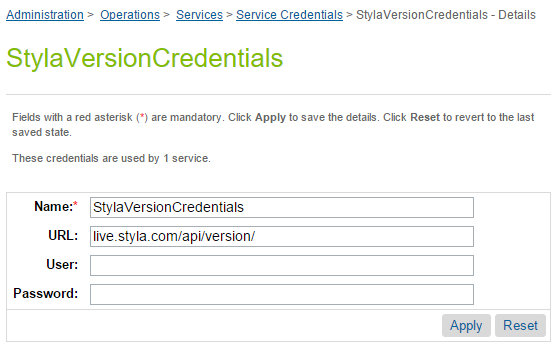 Administration > Operations > Services > Service Credentials > StylaVersionCredentials - Details
StylaVersionCredentials
Fields with a red asterisk (*) are mandatory. Click Apply to save the details. Click Reset to revert to the last
saved state.
These credentials are used by 1 service.
Name:* StylaVersionCredentials
URL: live.styla.com/api/version/
User:
Password:
Apply Reset